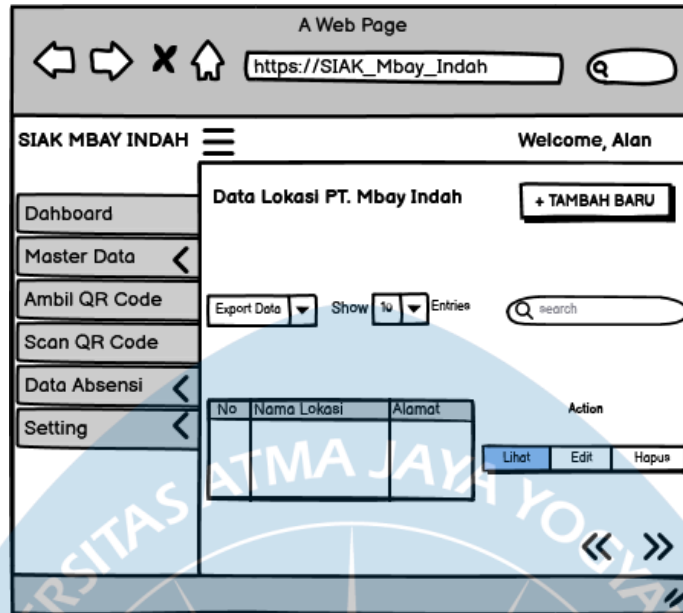 A Web Page
https://SIAK_Mbay_Indah
SIAK MBAY INDAH
Welcome, Alan
Dahboard
Master Data
Ambil QR Code
Scan QR Code
Data Absensi
Setting
Data Lokasi PT. Mbay Indah
+ TAMBAH BARU
Export Data Show 10 Entries
search
No Nama Lokasi Alamat Action
Lihat Edit Hapus
ERSITAS ATMA JAYA YOGYA